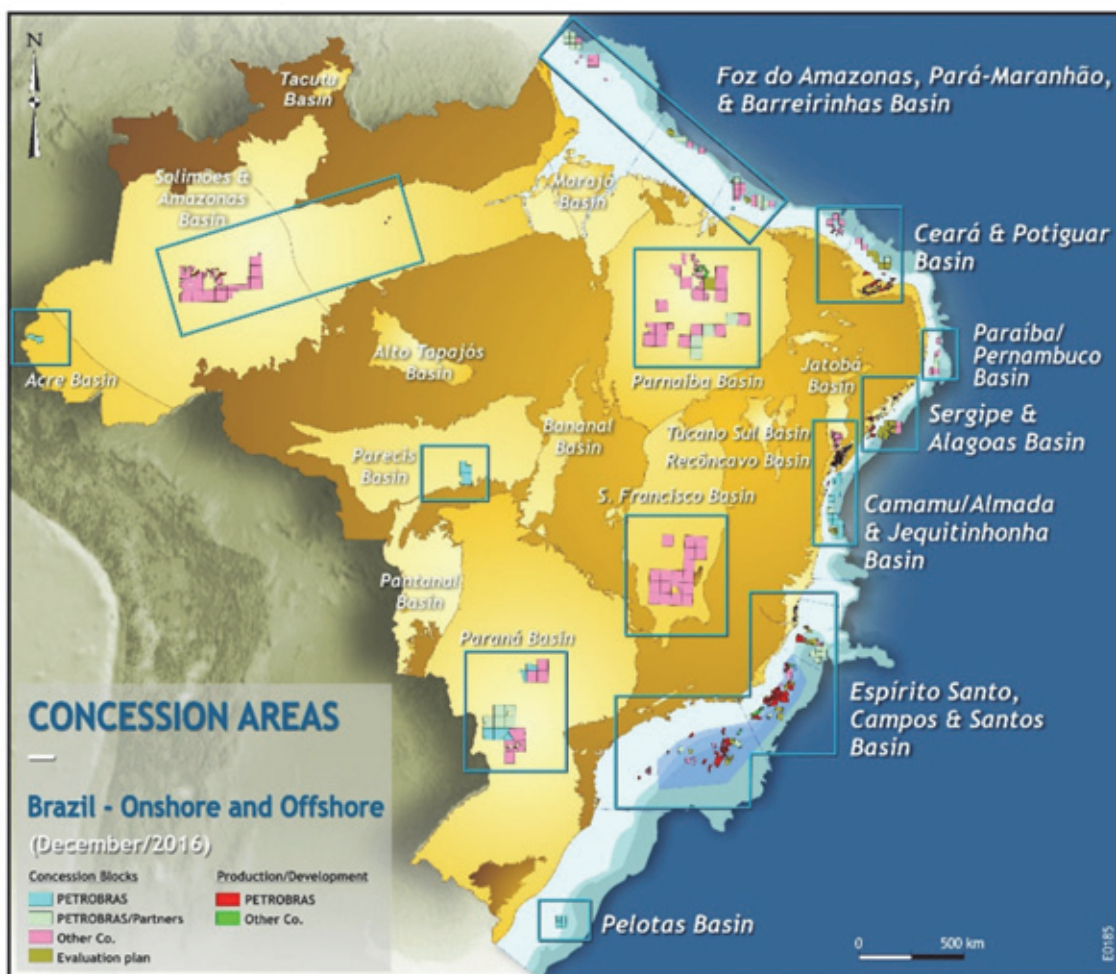 N
Tacutu
Basin
Foz do Amazonas, Pará-Maranhão,
& Barreirinhas Basin
Solimões &
Amazonas
Basin
Marajó
Basin
Ceará & Potiguar
Basin
Acre Basin
Alto Tapajós
Basin
Parnaíba Basin
Jatobá
Basin
Paraíba/
Pernambuco
Basin
Sergipe &
Alagoas Basin
Bananal
Basin
Tucano Sul Basin
Recôncavo Basin
Parecis
Basin
S. Francisco Basin
Camamu/Almada
& Jequitinhonha
Basin
Pantanal
Basin
Paraná Basin
Espírito Santo,
Campos & Santos
Basin
Pelotas Basin
CONCESSION AREAS
Brazil - Onshore and Offshore
(December/2016)
Concession Blocks
PETROBRAS
PETROBRAS/Partners
Other Co.
Evaluation plan
Production/Development
PETROBRAS
Other Co.
0 500 km
E0185